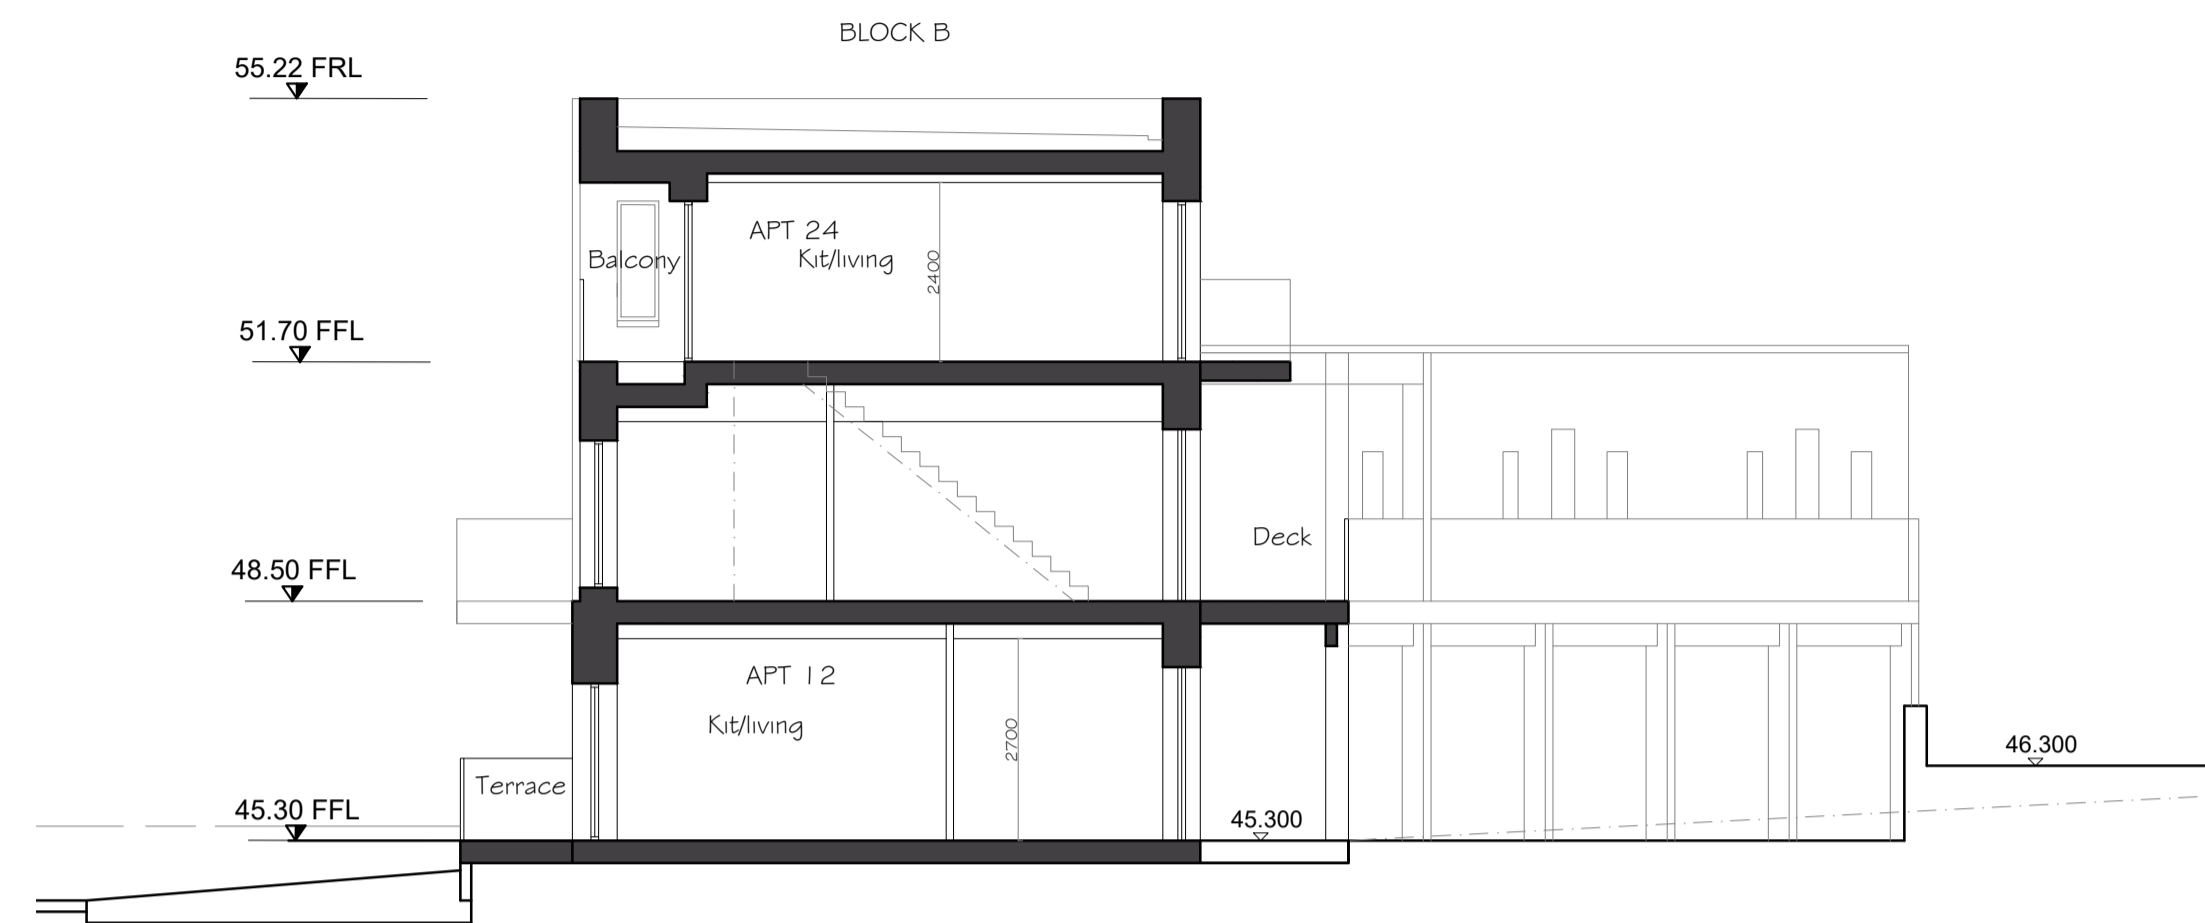 BLOCK B
55.22 FRL
APT 24
Balcony
Kit/living
2400
51.70 FFL
Deck
48.50 FFL
APT 12
Kit/living
2700
46.300
Terrace
45.30 FFL
45.300